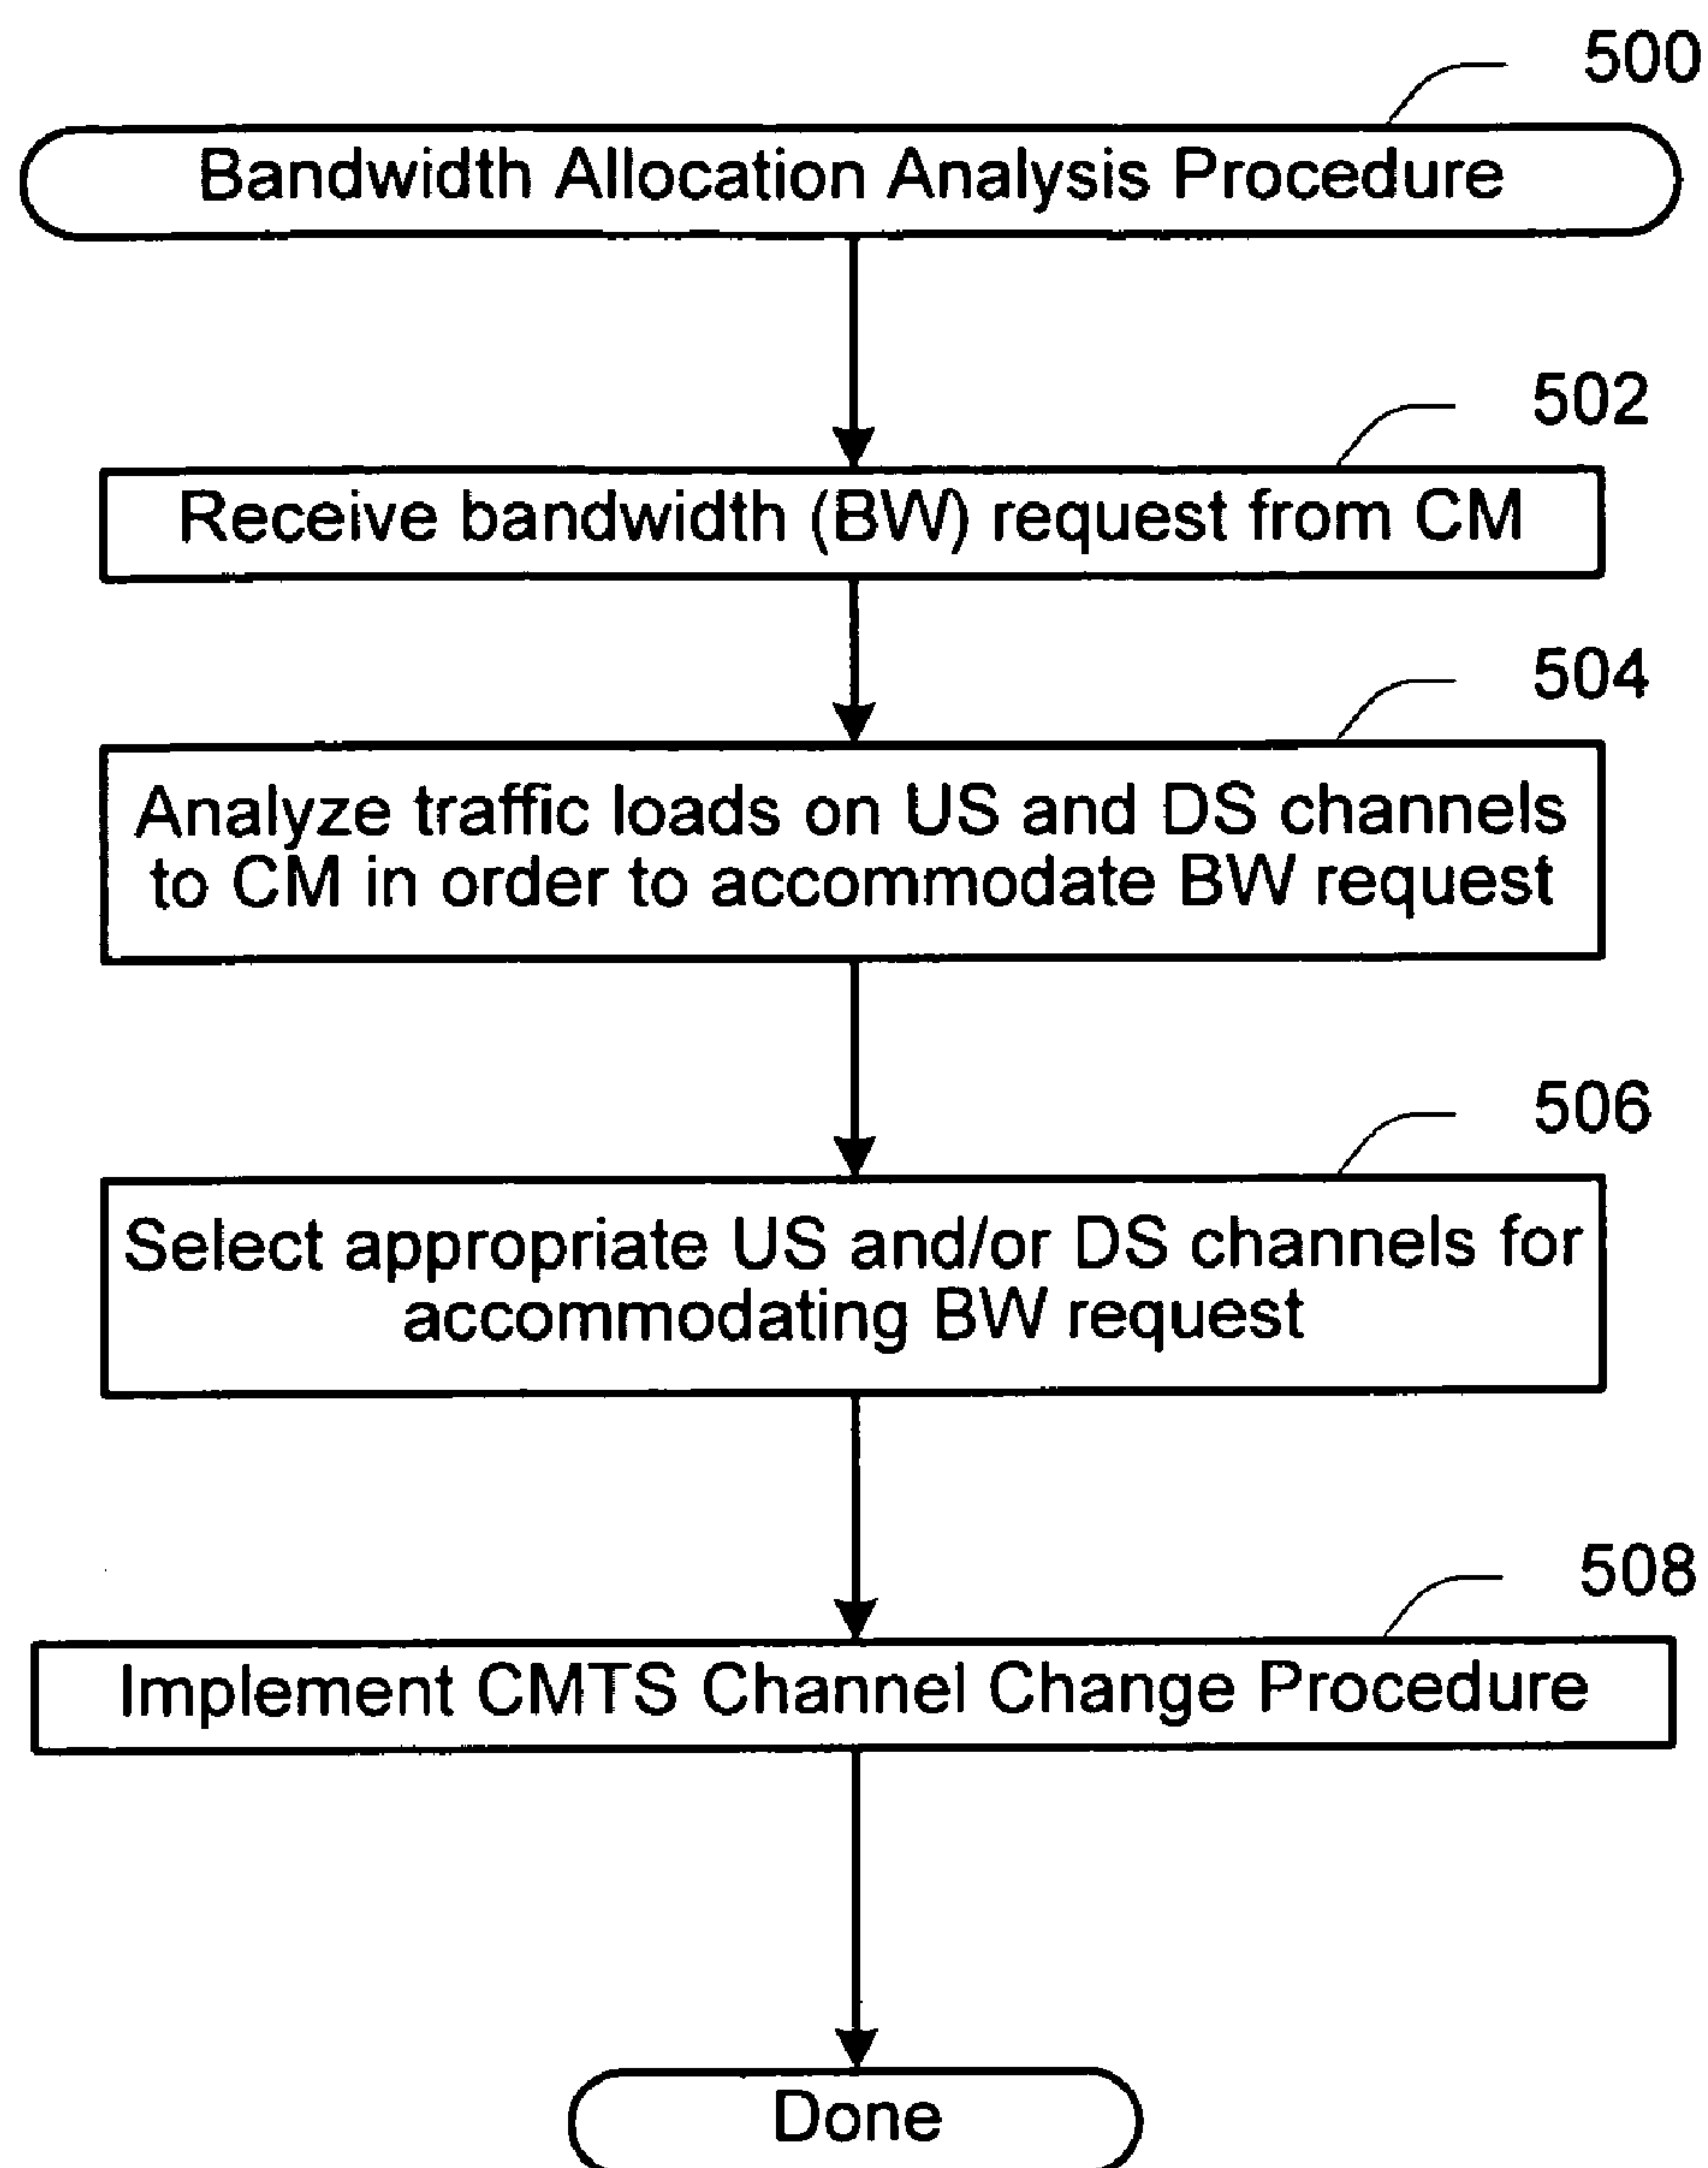 500
Bandwidth Allocation Analysis Procedure
502
Receive bandwidth (BW) request from CM
504
Analyze traffic loads on US and DS channels
to CM in order to accommodate BW request
506
Select appropriate US and/or DS channels for
accommodating BW request
508
Implement CMTS Channel Change Procedure
Done